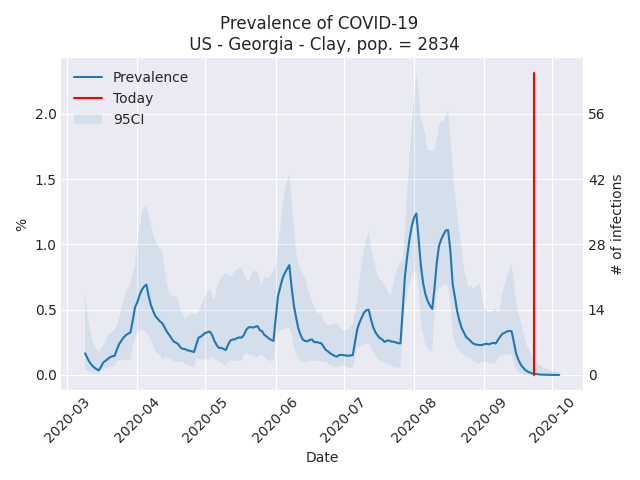 Prevalence of COVID-19
US - Georgia - Clay, pop. = 2834
Prevalence
Today
95CI
%
2.0
1.5
1.0
0.5
0.0
56
42
28
14
0
# of infections
2020-03
2020-04
2020-05
2020-06
2020-07
2020-08
2020-09
2020-10
Date